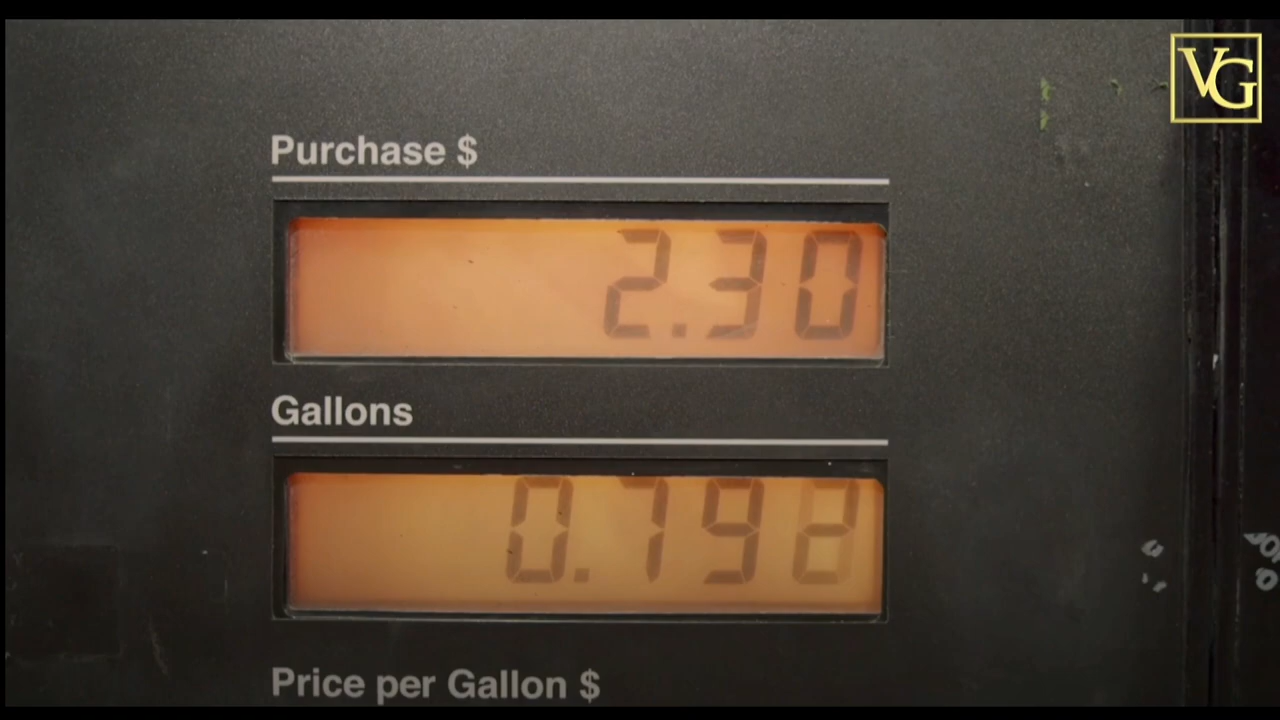 VG
Purchase $
2.30
Gallons
0.792
Price per Gallon $